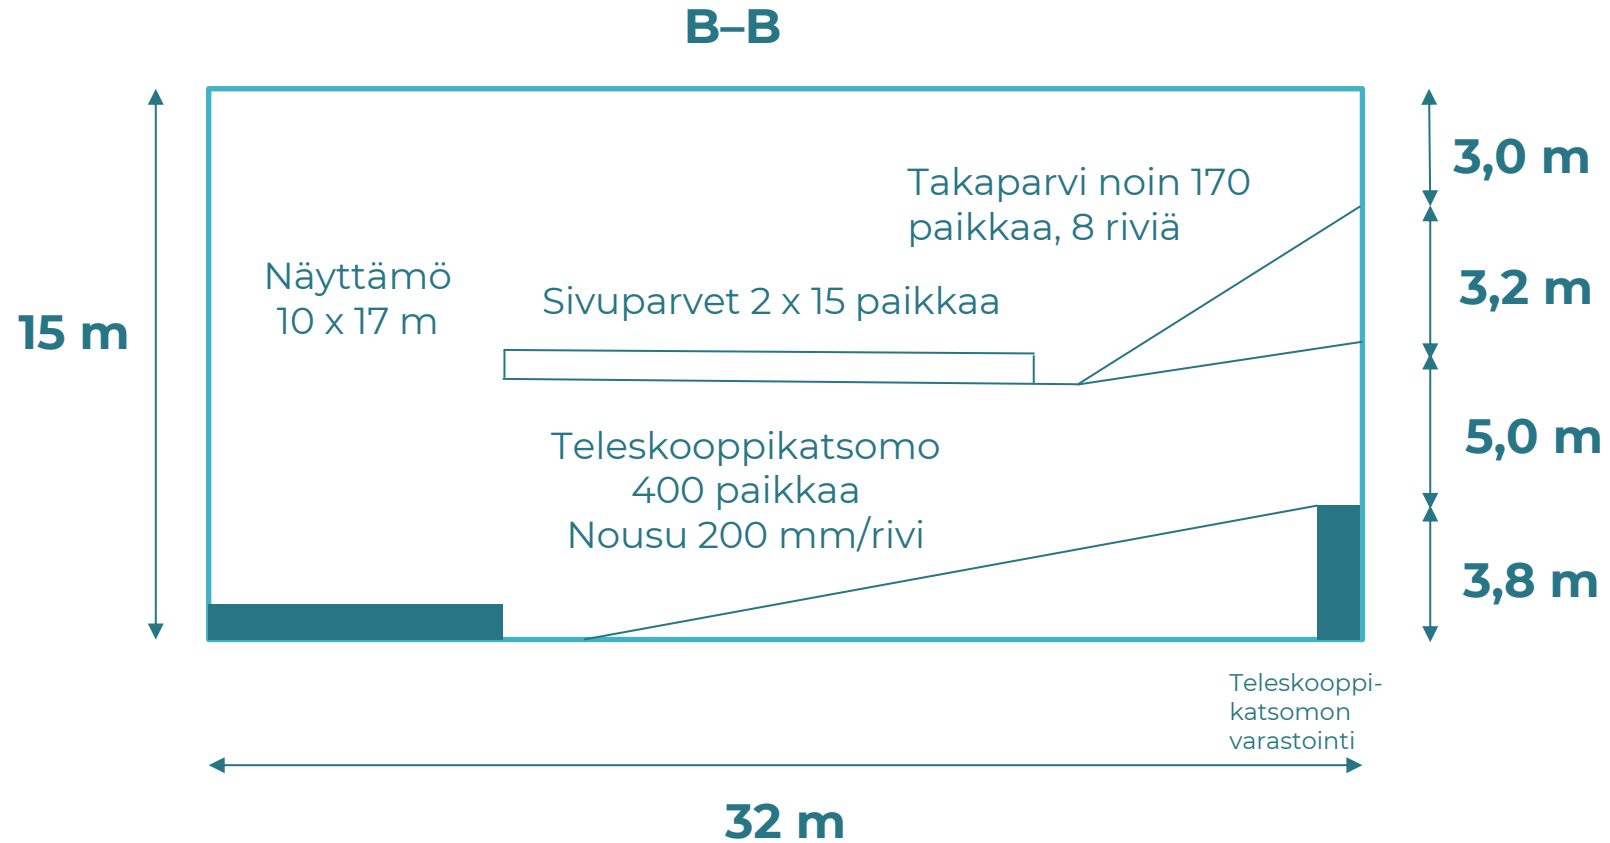 B–B
15 m
Näyttämö
10 x 17 m
Sivuparvet 2 x 15 paikkaa
Takaparvi noin 170
paikkaa, 8 riviä
Teleskooppikatsomo
400 paikkaa
Nousu 200 mm/rivi
3,0 m
3,2 m
5,0 m
3,8 m
Teleskooppi-
katsomon
varastointi
32 m